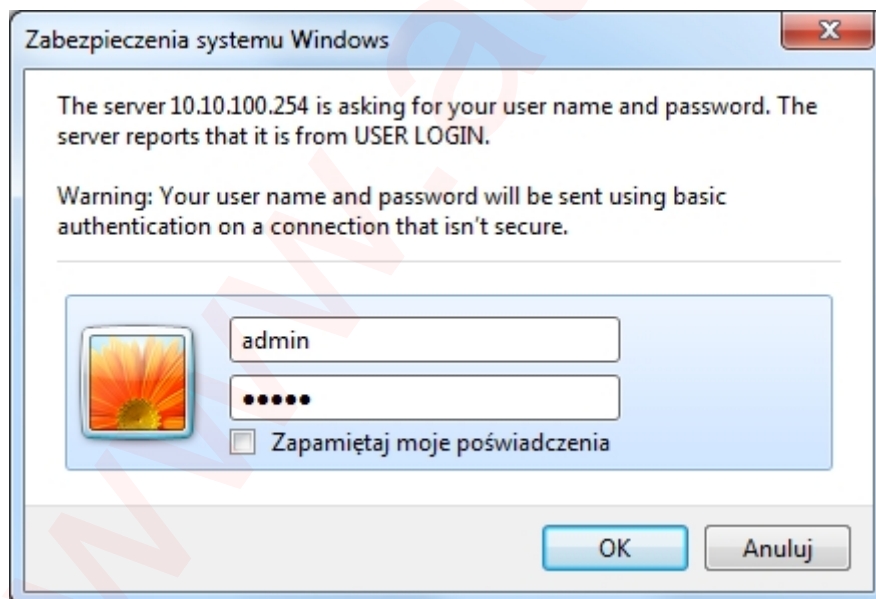 Zabezpieczenia systemu Windows
The server 10.10.100.254 is asking for your user name and password. The
server reports that it is from USER LOGIN.
Warning: Your user name and password will be sent using basic
authentication on a connection that isn't secure.
admin
●●●●●
Zapamiętaj moje poświadczenia
OK
Anuluj